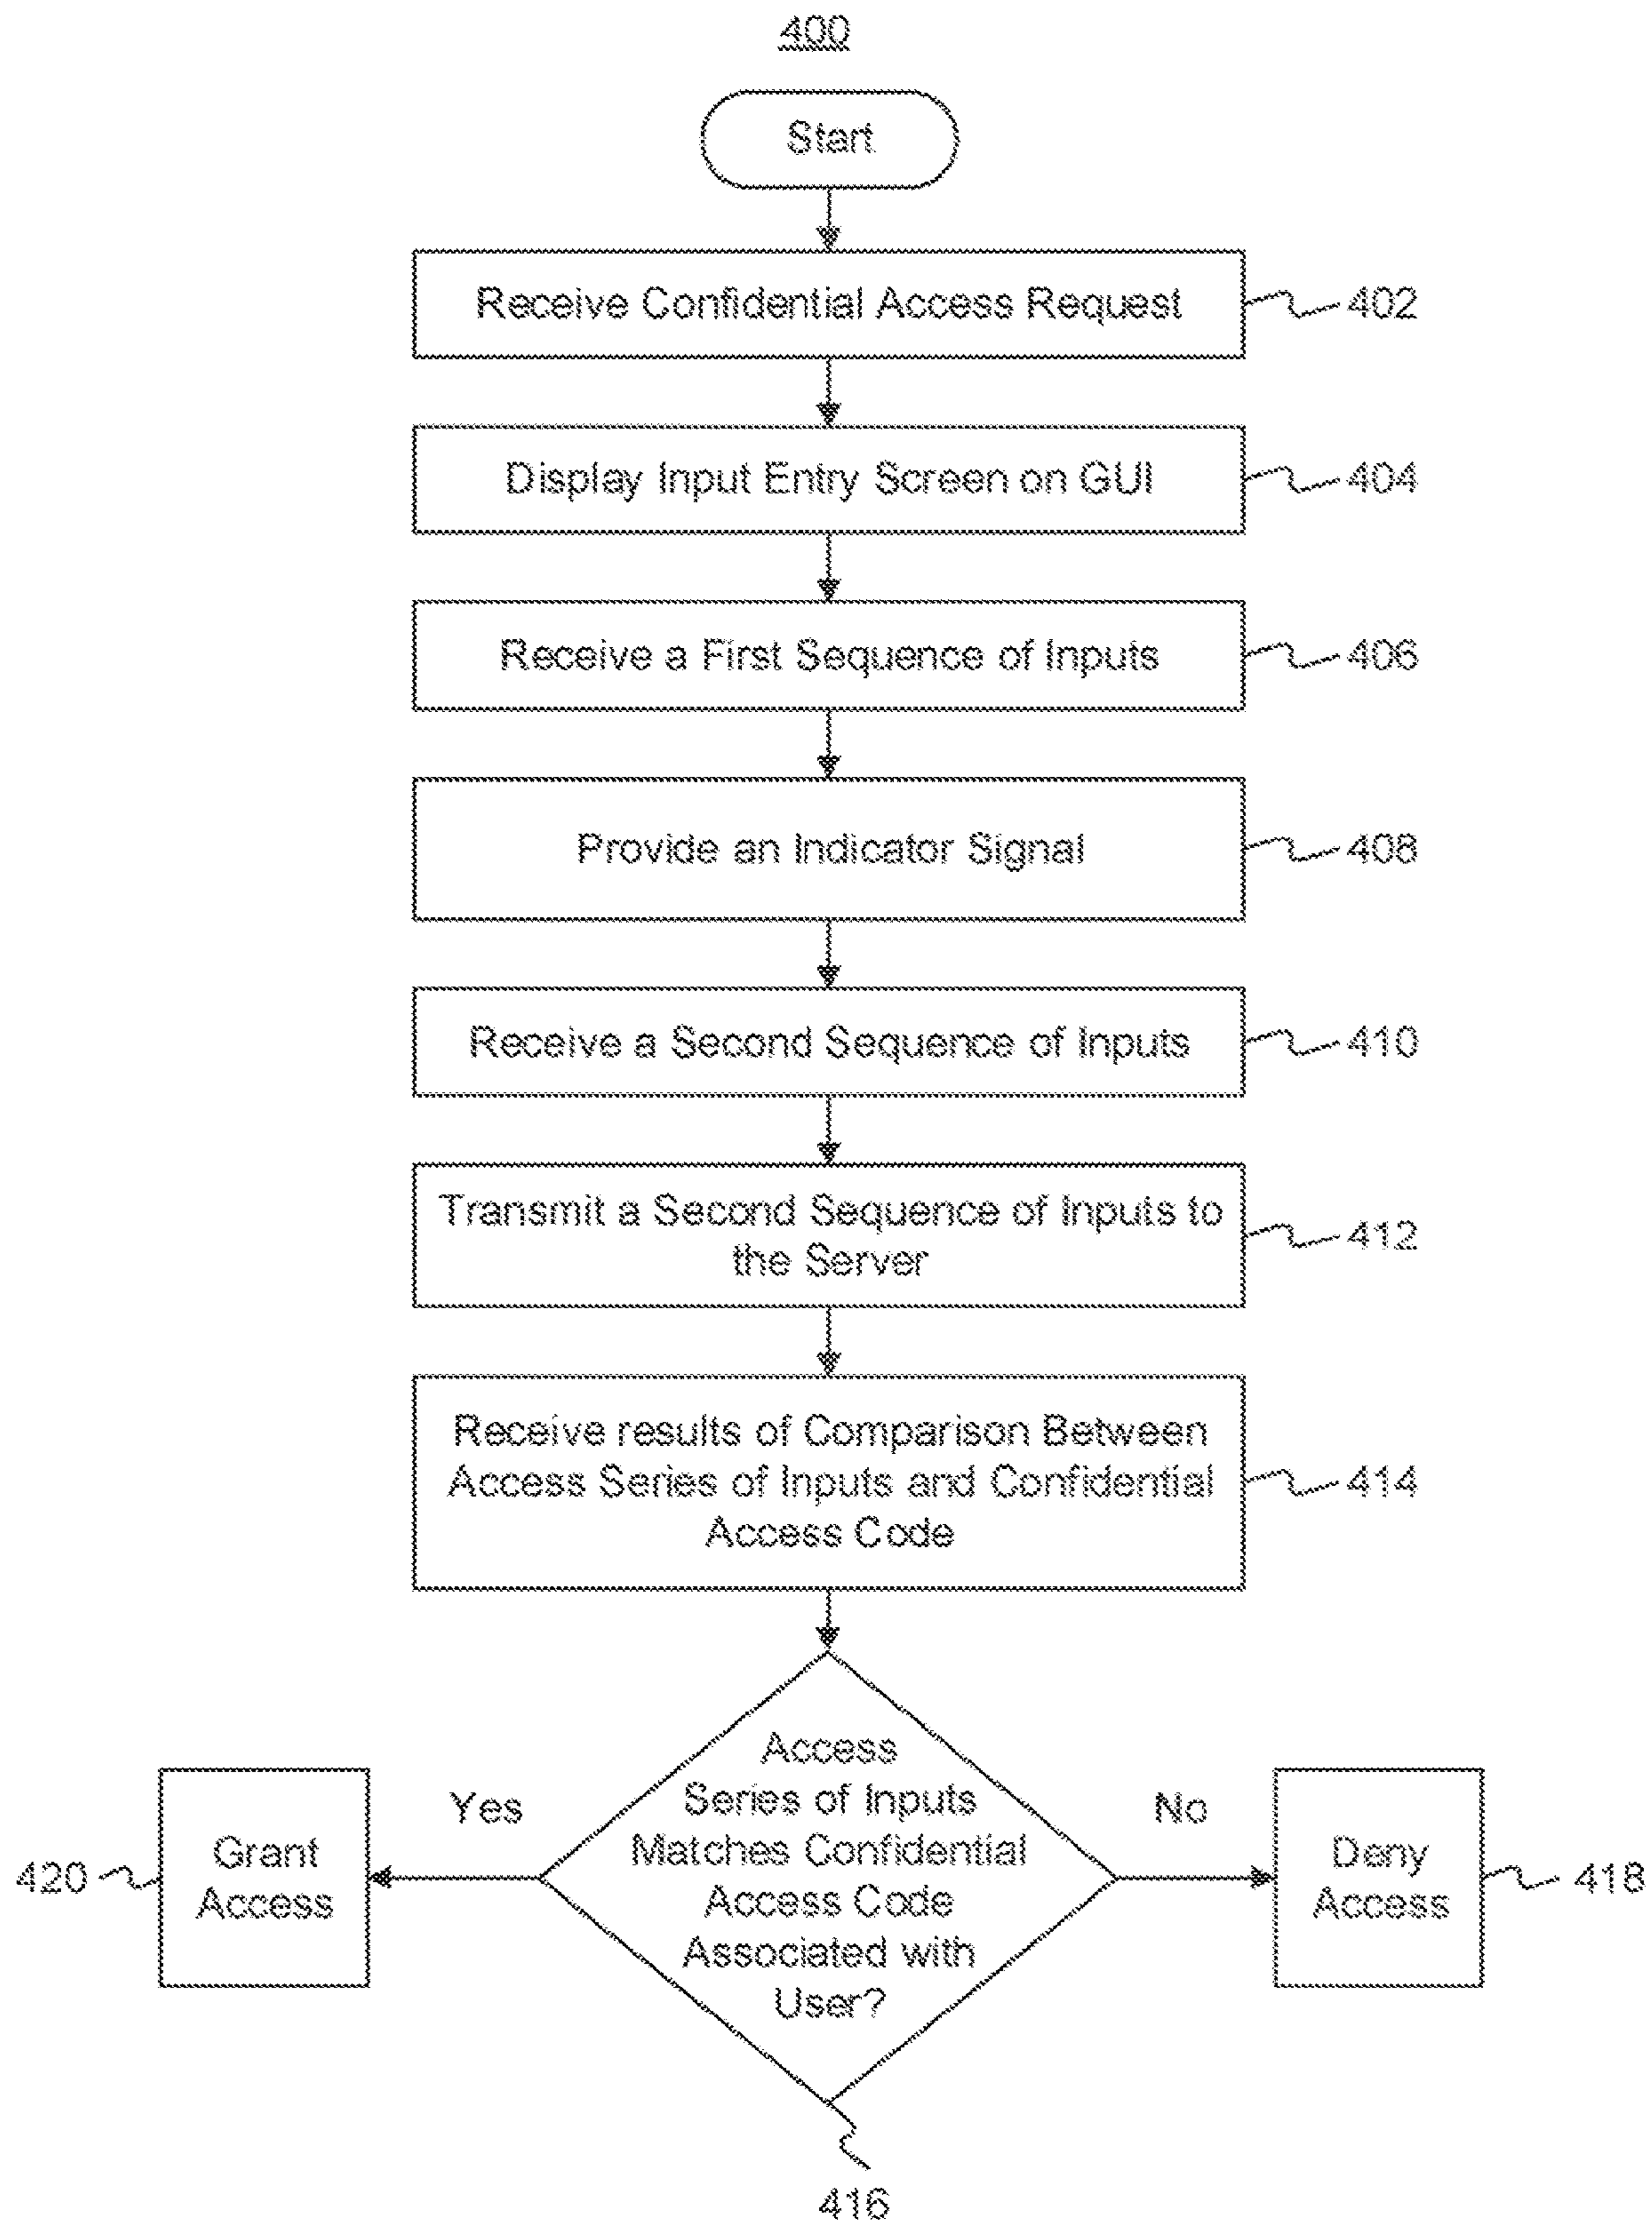 400
Start
Receive Confidential Access Request
402
Display Input Entry Screen on GUI
404
Receive a First Sequence of Inputs
406
Provide an Indicator Signal
408
Receive a Second Sequence of Inputs
410
Transmit a Second Sequence of Inputs to
the Server
412
Receive results of Comparison Between
Access Series of Inputs and Confidential
Access Code
414
Access
Series of Inputs
Matches Confidential
Access Code
Associated with
User?
416
Yes
Grant
Access
420
No
Deny
Access
418